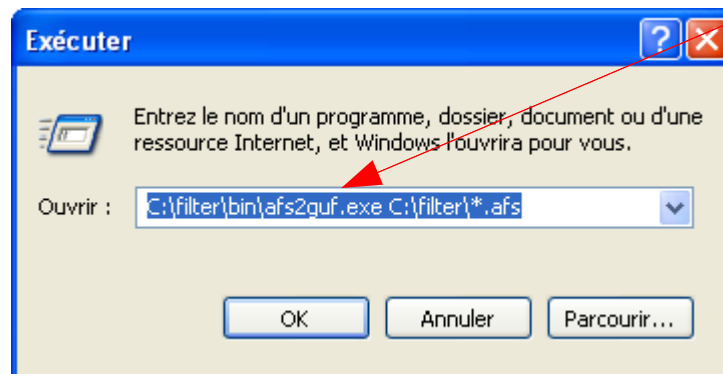 Exécuter
Entrez le nom d'un programme, dossier, document ou d'une
ressource Internet, et Windows l'ouvrira pour vous.
Ouvrir : C:\filter\bin\afs2guf.exe C:\filter\*.afs
OK Annuler Parcourir...